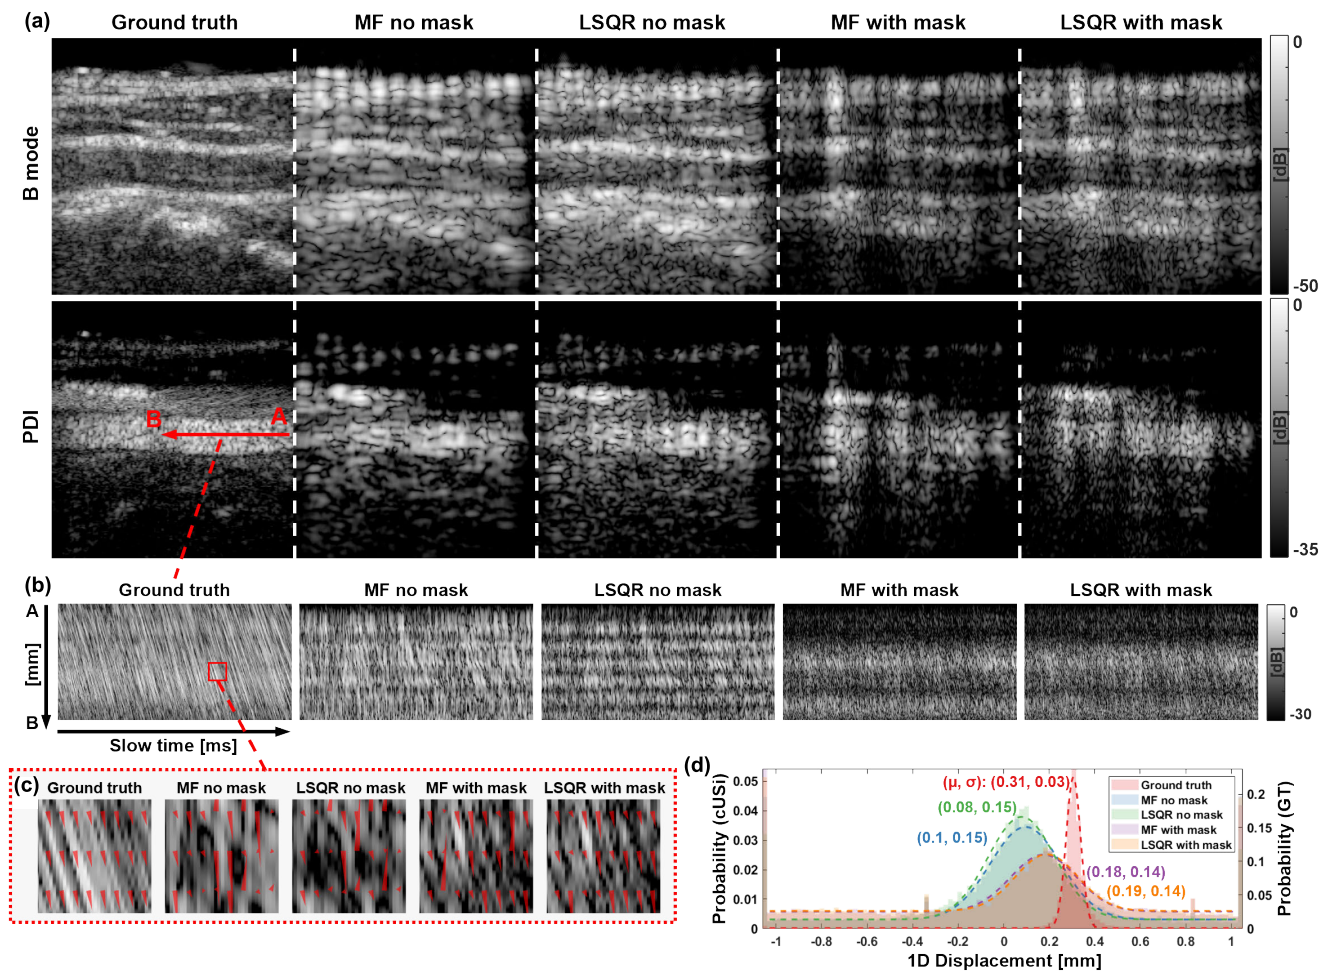 (a) Ground truth MF no mask LSQR no mask MF with mask LSQR with mask
B mode
0
[dB]
-50
PDI
B A
0
[dB]
-35
(b) Ground truth MF no mask LSQR no mask MF with mask LSQR with mask
A
[mm]
B
Slow time [ms]
0
[dB]
-30
(c) Ground truth MF no mask LSQR no mask MF with mask LSQR with mask
(d)
Probability (cUSi)
0.05
0.04
0.03
0.02
0.01
0
(μ, σ): (0.31, 0.03)
(0.08, 0.15)
(0.1, 0.15)
(0.18, 0.14)
(0.19, 0.14)
Ground truth
MF no mask
LSQR no mask
MF with mask
LSQR with mask
0.2
0.15
0.1
0.05
0
Probability (GT)
-1 -0.8 -0.6 -0.4 -0.2 0 0.2 0.4 0.6 0.8 1
1D Displacement [mm]